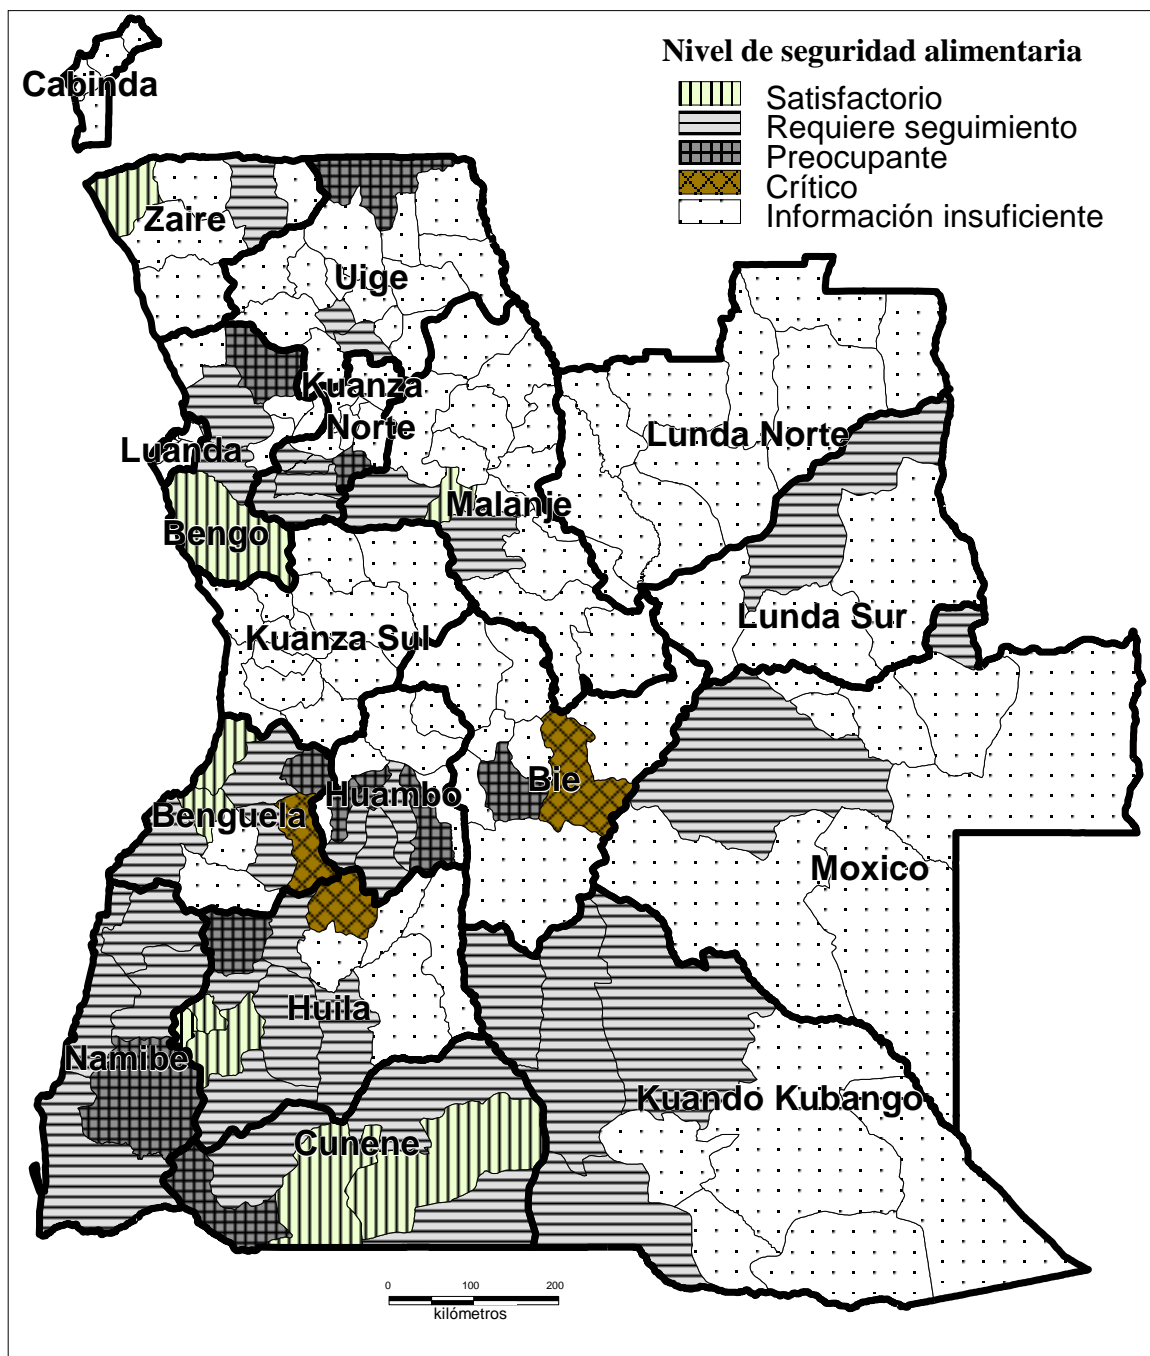 Nivel de seguridad alimentaria
Satisfactorio
Requiere seguimiento
Preocupante
Crítico
Información insuficiente
Cabinda
Zaire
Uige
Kuanza
Norte
Luanda
Lunda Norte
Malanje
Bengo
Kuanza Sul
Lunda Sur
Bie
Huambo
Benguela
Moxico
Huila
Namibe
Kuando Kubango
Cunene
0 100 200
kilómetros